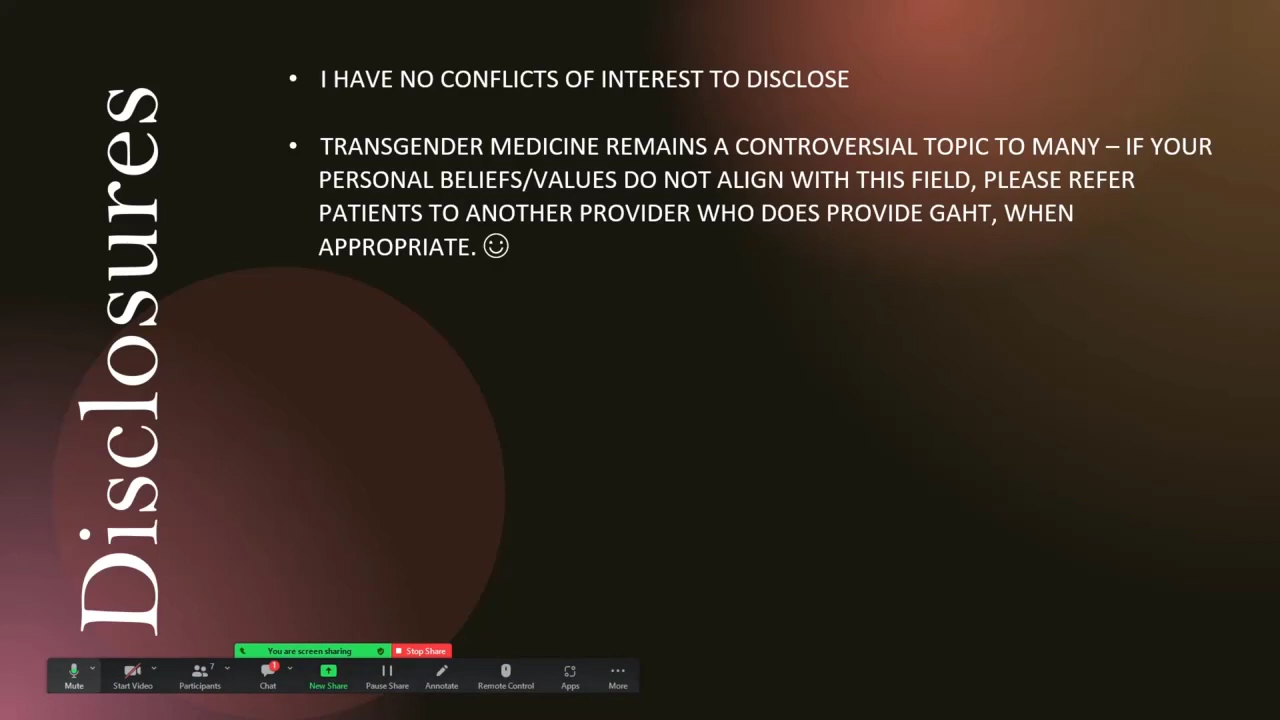 Disclosures
• I HAVE NO CONFLICTS OF INTEREST TO DISCLOSE
• TRANSGENDER MEDICINE REMAINS A CONTROVERSIAL TOPIC TO MANY – IF YOUR
PERSONAL BELIEFS/VALUES DO NOT ALIGN WITH THIS FIELD, PLEASE REFER
PATIENTS TO ANOTHER PROVIDER WHO DOES PROVIDE GAHT, WHEN
APPROPRIATE. ☺
You are screen sharing Stop Share
7 1
Mute Start Video Participants Chat New Share Pause Share Annotate Remote Control Apps More